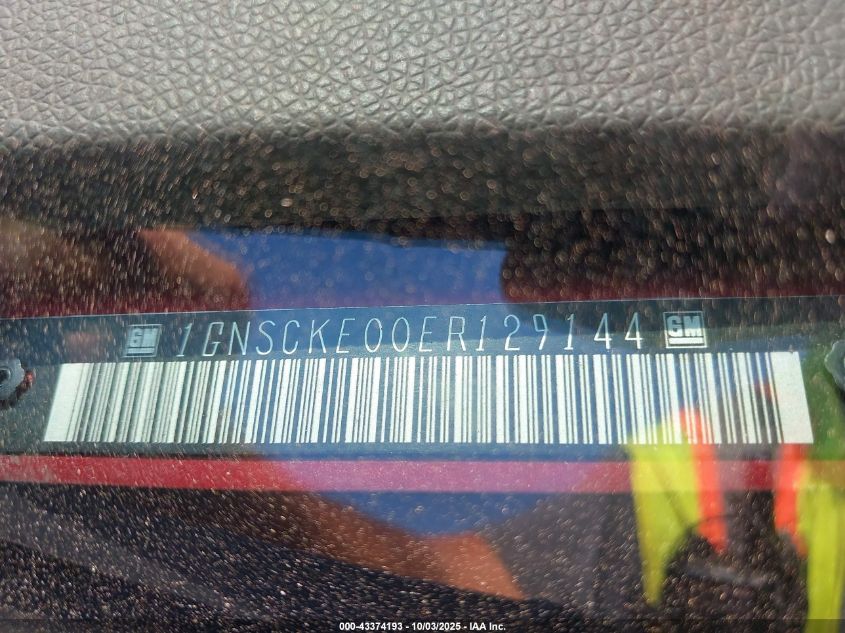 GM 1GNSCKE00ER129144 GM
000-43374193 - 10/03/2025 - IAA Inc.